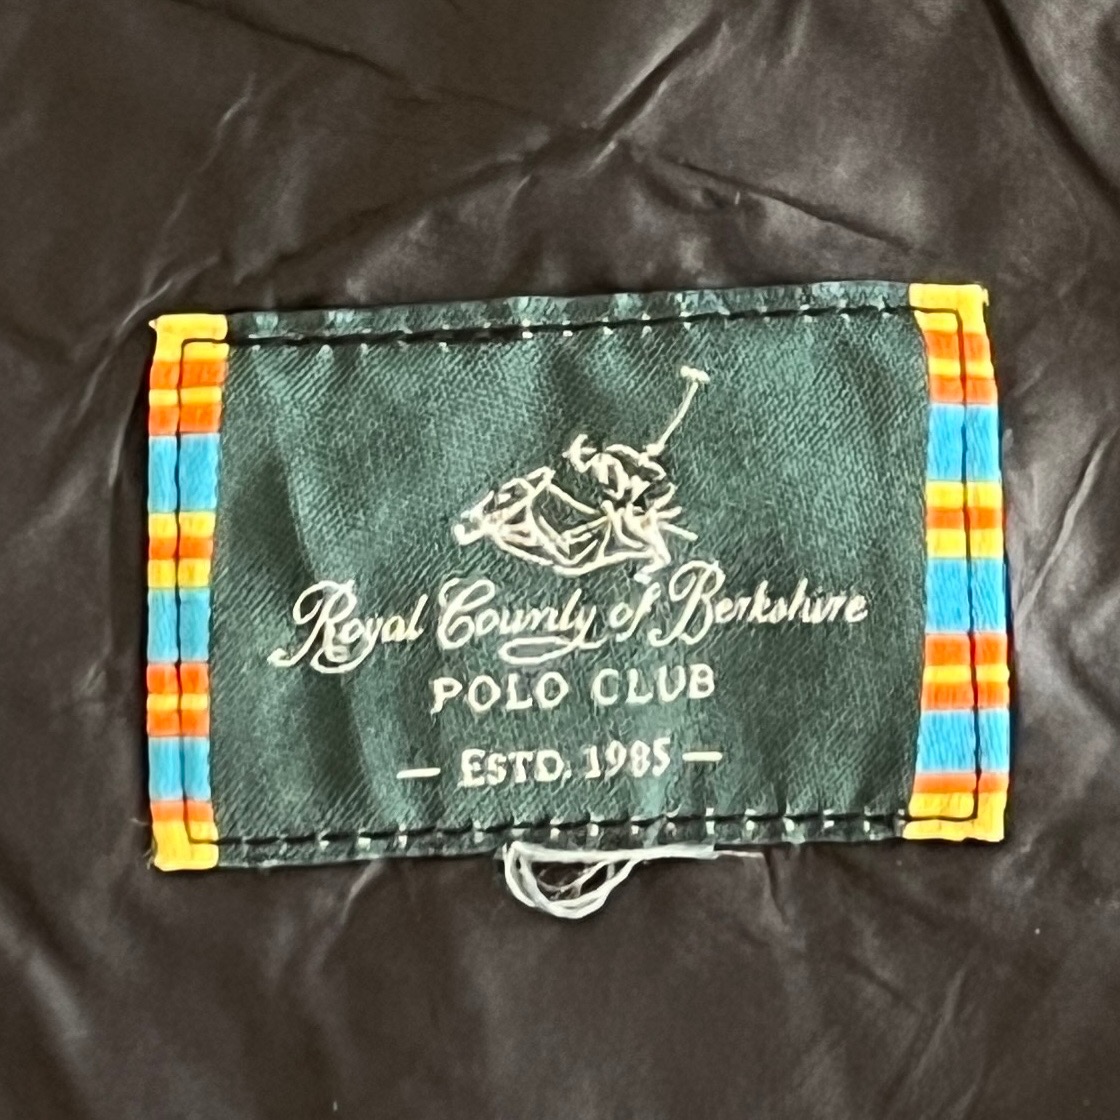 Royal County of Berkshire
POLO CLUB
— ESTD. 1985 —